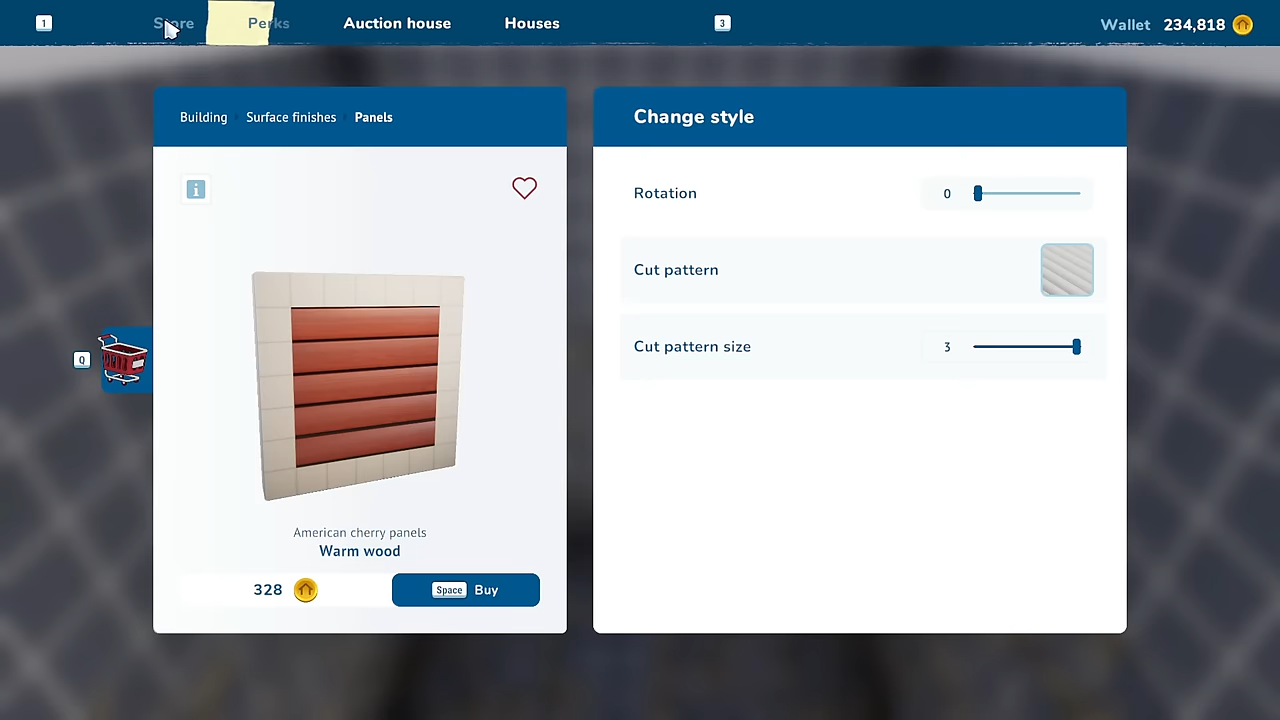 1 Store Perks Auction house Houses 3 Wallet 234,818
Building Surface finishes Panels
Change style
i
Rotation 0
Cut pattern
Cut pattern size 3
Q
American cherry panels
Warm wood
328 Space Buy